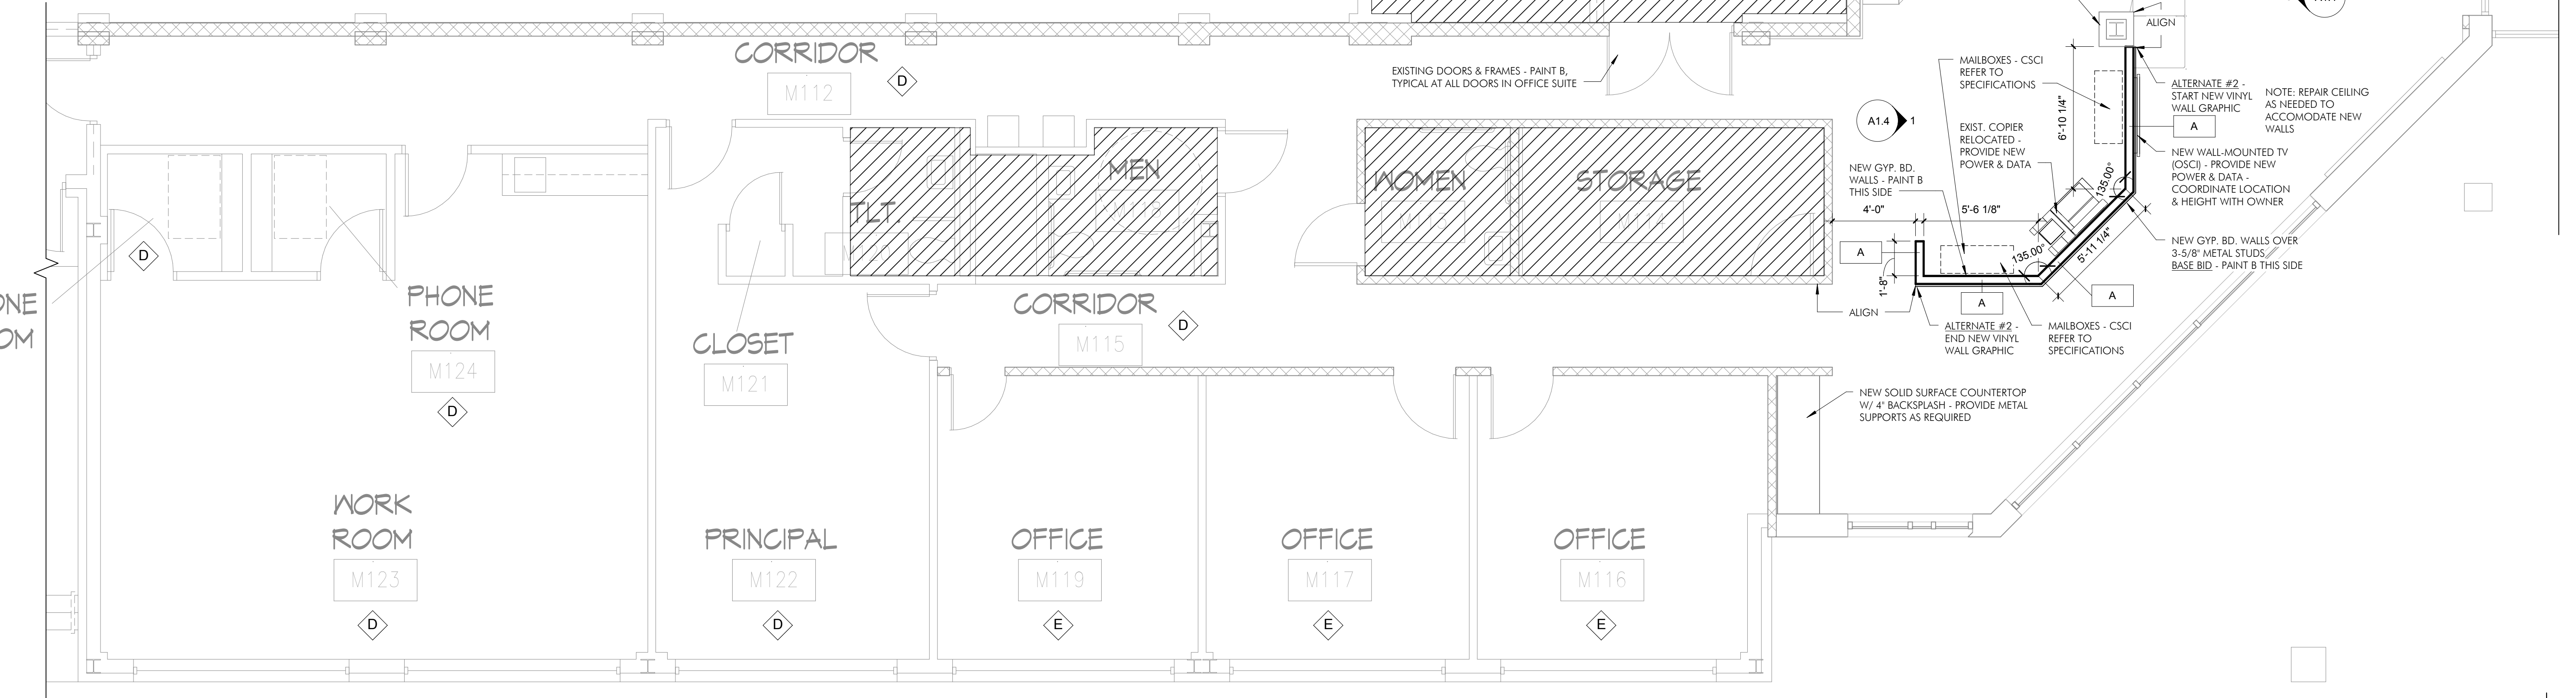 CORRIDOR
M112
D
EXISTING DOORS & FRAMES - PAINT B,
TYPICAL AT ALL DOORS IN OFFICE SUITE
ALIGN
MAILBOXES - CSCI
REFER TO
SPECIFICATIONS
6'-10 1/4"
ALTERNATE #2 -
START NEW VINYL
WALL GRAPHIC
NOTE: REPAIR CEILING
AS NEEDED TO
ACCOMODATE NEW
WALLS
A
A1.4
1
EXIST. COPIER
RELOCATED -
PROVIDE NEW
POWER & DATA
NEW WALL-MOUNTED TV
(OSCI) - PROVIDE NEW
POWER & DATA -
COORDINATE LOCATION
& HEIGHT WITH OWNER
NEW GYP. BD.
WALLS - PAINT B
THIS SIDE
135.00°
4'-0"
5'-6 1/8"
MEN
WOMEN
STORAGE
TLT.
A
135.00°
5'-11 1/4"
NEW GYP. BD. WALLS OVER
3-5/8" METAL STUDS
BASE BID - PAINT B THIS SIDE
1'-8"
A
A
ALIGN
ALTERNATE #2 -
END NEW VINYL
WALL GRAPHIC
MAILBOXES - CSCI
REFER TO
SPECIFICATIONS
D
ONE
OM
PHONE
ROOM
M124
D
CLOSET
M121
CORRIDOR
M115
D
NEW SOLID SURFACE COUNTERTOP
W/ 4" BACKSPLASH - PROVIDE METAL
SUPPORTS AS REQUIRED
WORK
ROOM
M123
D
PRINCIPAL
M122
D
OFFICE
M119
E
OFFICE
M117
E
OFFICE
M116
E